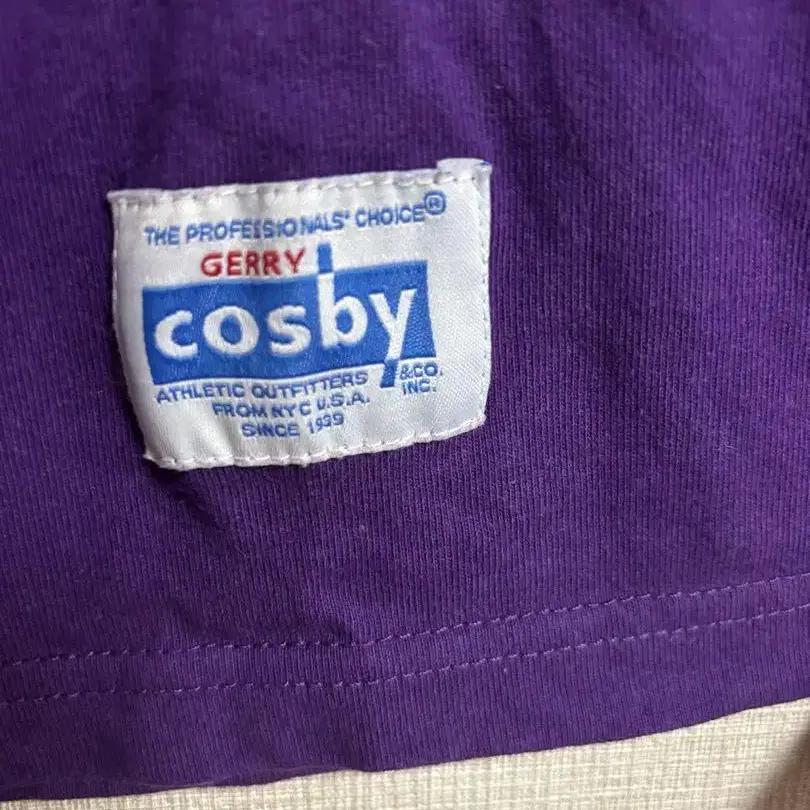 THE PROFESSIONALS' CHOICE®
GERRY
cosby
&CO.
INC.
ATHLETIC OUTFITTERS
FROM NYC U.S.A.
SINCE 1939